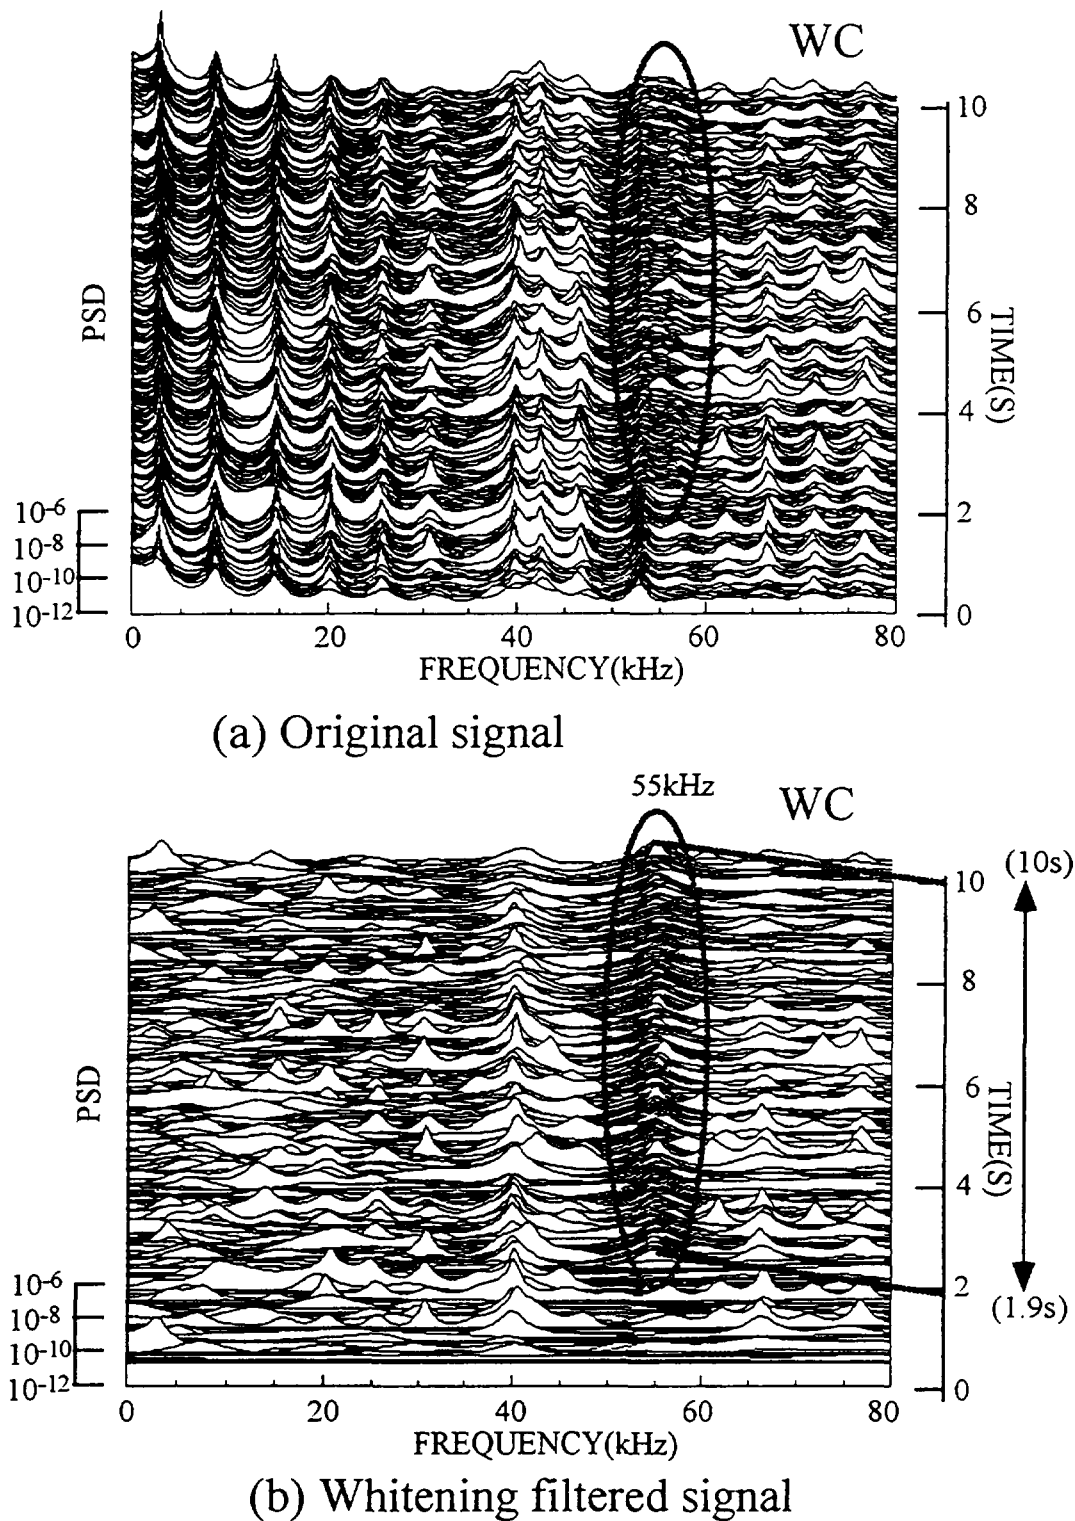 WC
10
8
6
4
2
0
TIME(S)
PSD
10-6
10-8
10-10
10-12
0 20 40 60 80
FREQUENCY(kHz)
(a) Original signal
55kHz
WC
(10s)
10
8
6
4
2
0
TIME(S)
(1.9s)
PSD
10-6
10-8
10-10
10-12
0 20 40 60 80
FREQUENCY(kHz)
(b) Whitening filtered signal